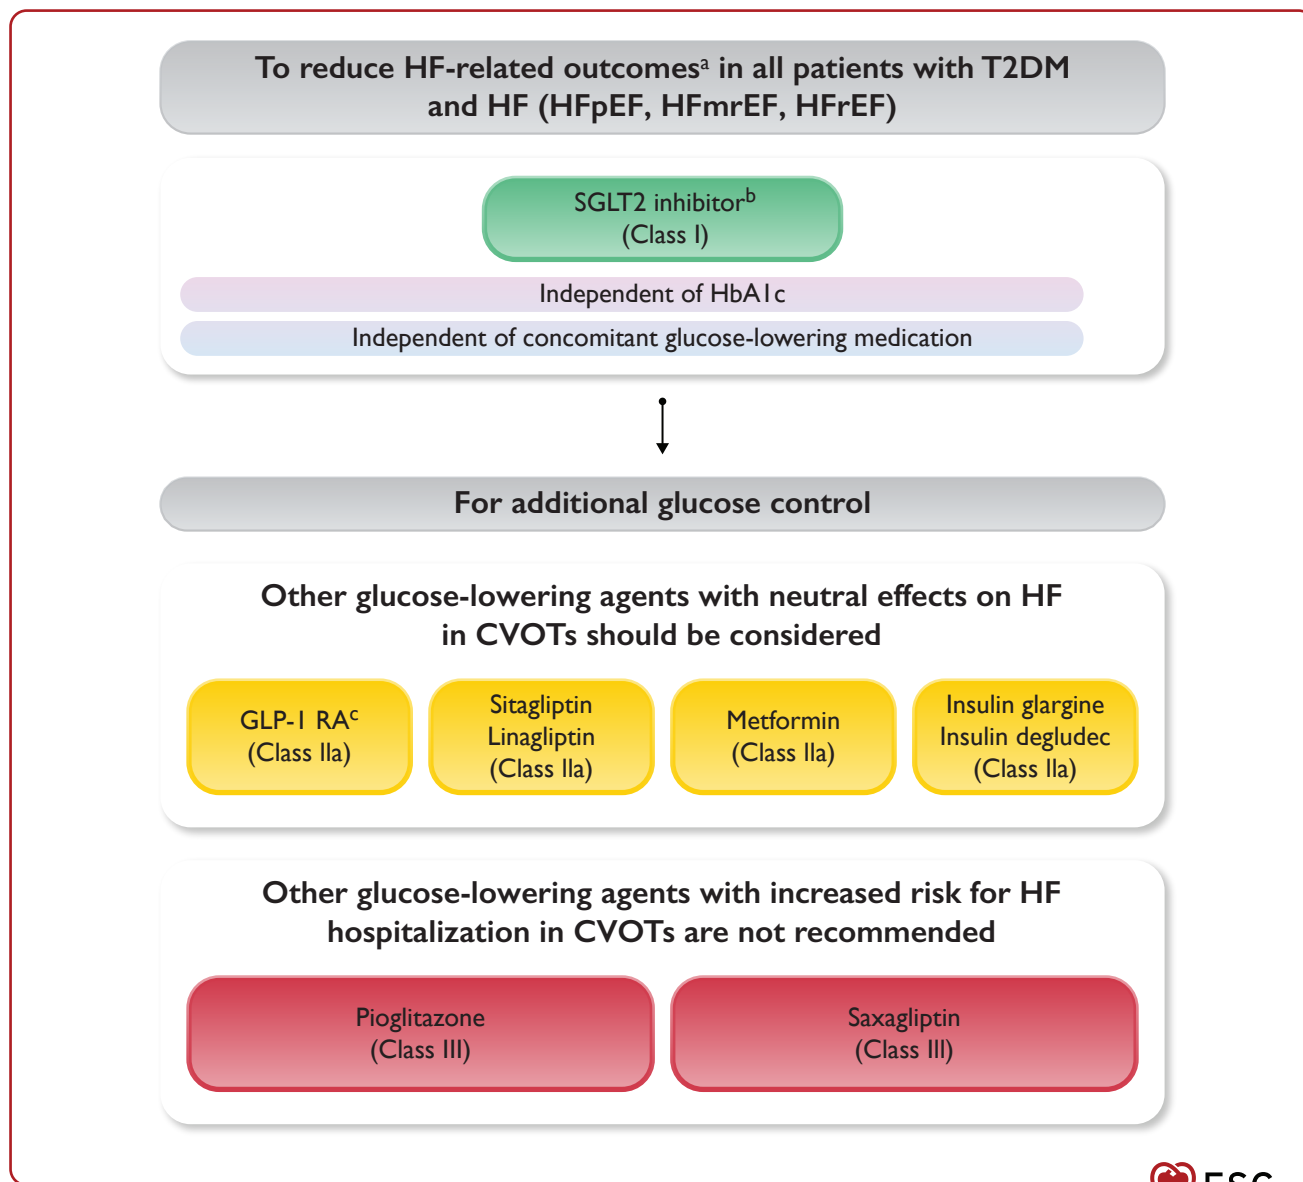 To reduce HF-related outcomesᵃ in all patients with T2DM
and HF (HFpEF, HFmrEF, HFrEF)
SGLT2 inhibitorᵇ
(Class I)
Independent of HbA1c
Independent of concomitant glucose-lowering medication
For additional glucose control
Other glucose-lowering agents with neutral effects on HF
in CVOTs should be considered
GLP-1 RAᶜ
(Class IIa)
Sitagliptin
Linagliptin
(Class IIa)
Metformin
(Class IIa)
Insulin glargine
Insulin degludec
(Class IIa)
Other glucose-lowering agents with increased risk for HF
hospitalization in CVOTs are not recommended
Pioglitazone
(Class III)
Saxagliptin
(Class III)
ESC